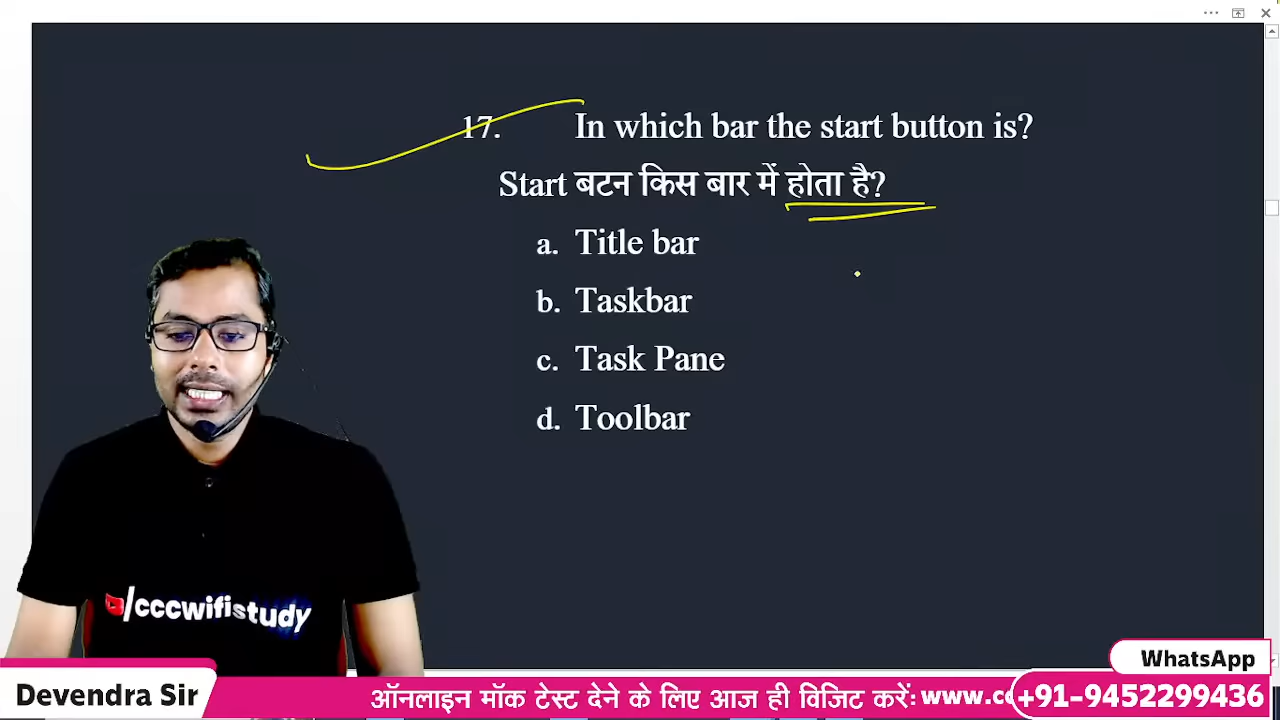 17. In which bar the start button is?
Start बटन किस बार में होता है?
a. Title bar
b. Taskbar
c. Task Pane
d. Toolbar
/cccwifistudy
WhatsApp
Devendra Sir
ऑनलाइन मॉक टेस्ट देने के लिए आज ही विजिट करें: www.cc
+91-9452299436